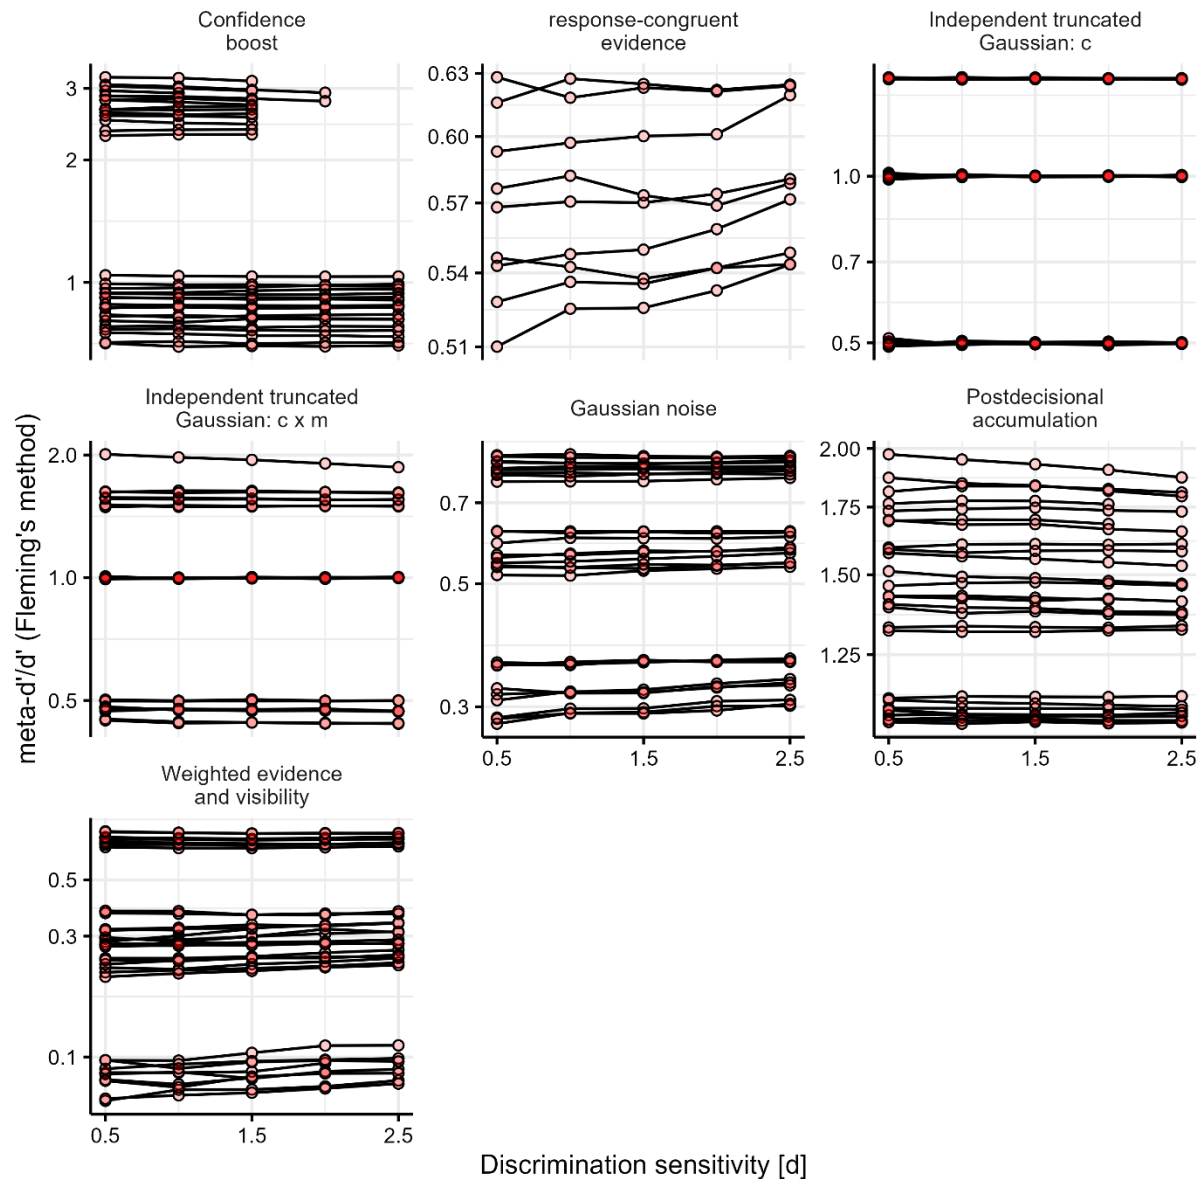 Confidence
boost
3
2
1
response-congruent
evidence
0.63
0.60
0.57
0.54
0.51
Independent truncated
Gaussian: c
1.0
0.7
0.5
meta-d'/d' (Fleming's method)
Independent truncated
Gaussian: c x m
2.0
1.0
0.5
Gaussian noise
0.7
0.5
0.3
0.5 1.5 2.5
Postdecisional
accumulation
2.00
1.75
1.50
1.25
0.5 1.5 2.5
Weighted evidence
and visibility
0.5
0.3
0.1
0.5 1.5 2.5
Discrimination sensitivity [d]